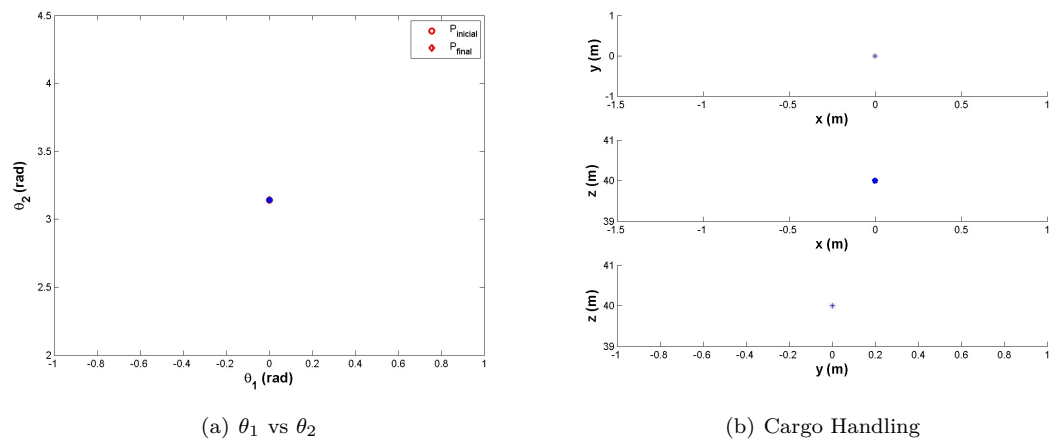 4.5
4
3.5
3
2.5
2
θ2 (rad)
-1 -0.8 -0.6 -0.4 -0.2 0 0.2 0.4 0.6 0.8 1
θ1 (rad)
Pinicial
Pfinal
(a) θ1 vs θ2
1
0
-1
y (m)
-1.5 -1 -0.5 0 0.5 1
x (m)
41
40
39
z (m)
-1.5 -1 -0.5 0 0.5 1
x (m)
41
40
39
z (m)
-1 -0.8 -0.6 -0.4 -0.2 0 0.2 0.4 0.6 0.8 1
y (m)
(b) Cargo Handling